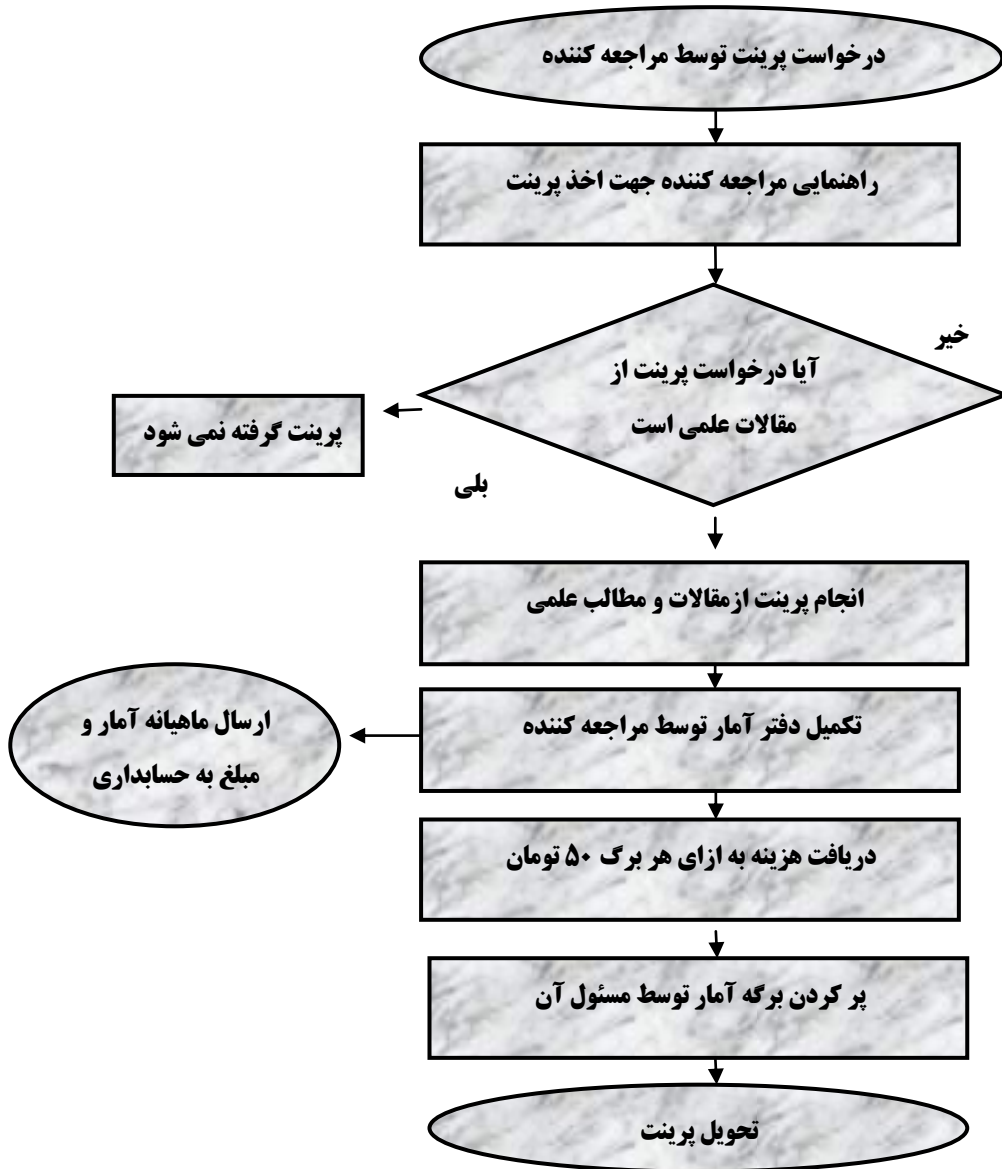 درخواست پرینت توسط مراجعه کننده
راهنمایی مراجعه کننده جهت اخذ پرینت
خیر
آیا درخواست پرینت از
مقالات علمی است
پرینت گرفته نمی شود
بلی
انجام پرینت ازمقالات و مطالب علمی
تکمیل دفتر آمار توسط مراجعه کننده
ارسال ماهیانه آمار و
مبلغ به حسابداری
دریافت هزینه به ازای هر برگ ۵۰ تومان
پر کردن برگه آمار توسط مسئول آن
تحویل پرینت